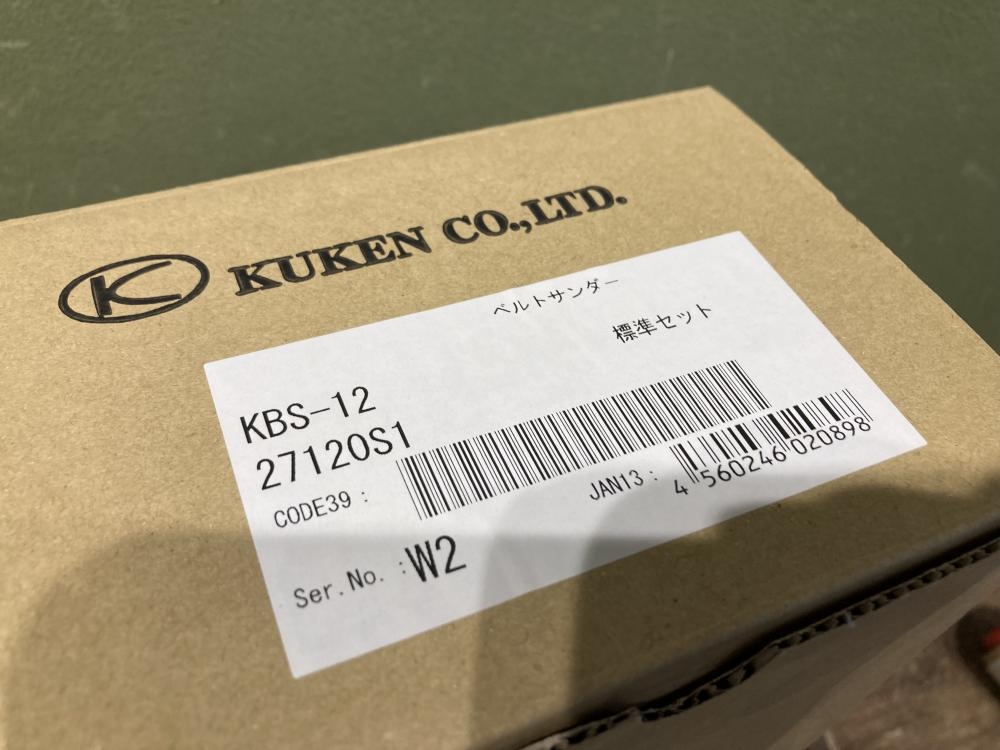 K KUKEN CO.,LTD.
ベルトサンダー
標準セット
KBS-12
27120S1
CODE39 :
JAN13 :
4 560246 020898
Ser.No. : W2